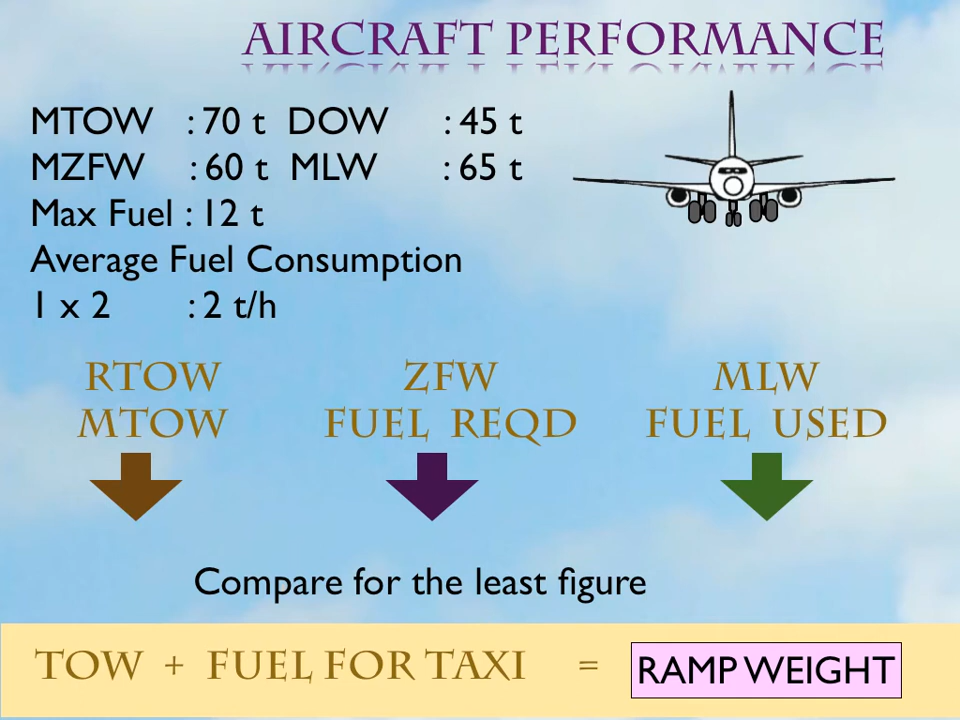 AIRCRAFT PERFORMANCE
MTOW : 70 t DOW : 45 t
MZFW : 60 t MLW : 65 t
Max Fuel : 12 t
Average Fuel Consumption
1 x 2 : 2 t/h
RTOW ZFW MLW
MTOW FUEL REQD FUEL USED
Compare for the least figure
TOW + FUEL FOR TAXI = RAMP WEIGHT